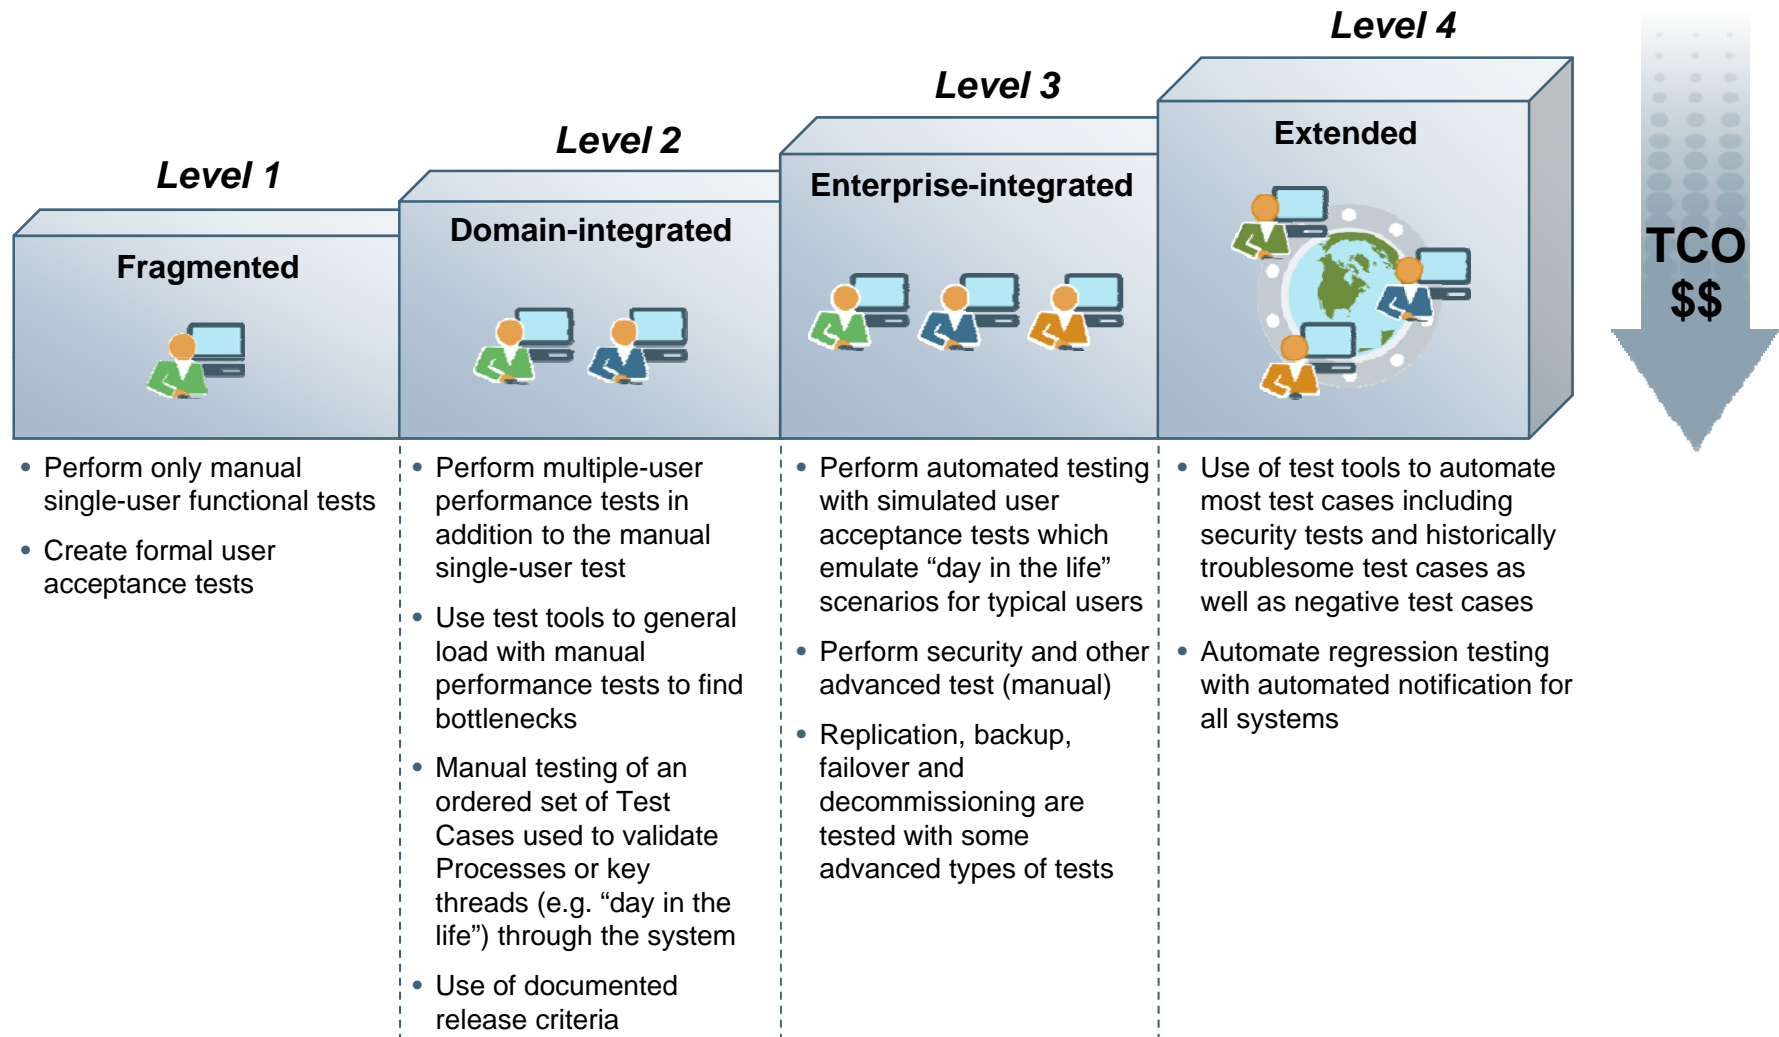 Level 1
Fragmented
• Perform only manual
single-user functional tests
• Create formal user
acceptance tests
Level 2
Domain-integrated
• Perform multiple-user
performance tests in
addition to the manual
single-user test
• Use test tools to general
load with manual
performance tests to find
bottlenecks
• Manual testing of an
ordered set of Test
Cases used to validate
Processes or key
threads (e.g. “day in the
life”) through the system
• Use of documented
release criteria
Level 3
Enterprise-integrated
• Perform automated testing
with simulated user
acceptance tests which
emulate “day in the life”
scenarios for typical users
• Perform security and other
advanced test (manual)
• Replication, backup,
failover and
decommissioning are
tested with some
advanced types of tests
Level 4
Extended
• Use of test tools to automate
most test cases including
security tests and historically
troublesome test cases as
well as negative test cases
• Automate regression testing
with automated notification for
all systems
TCO
$$